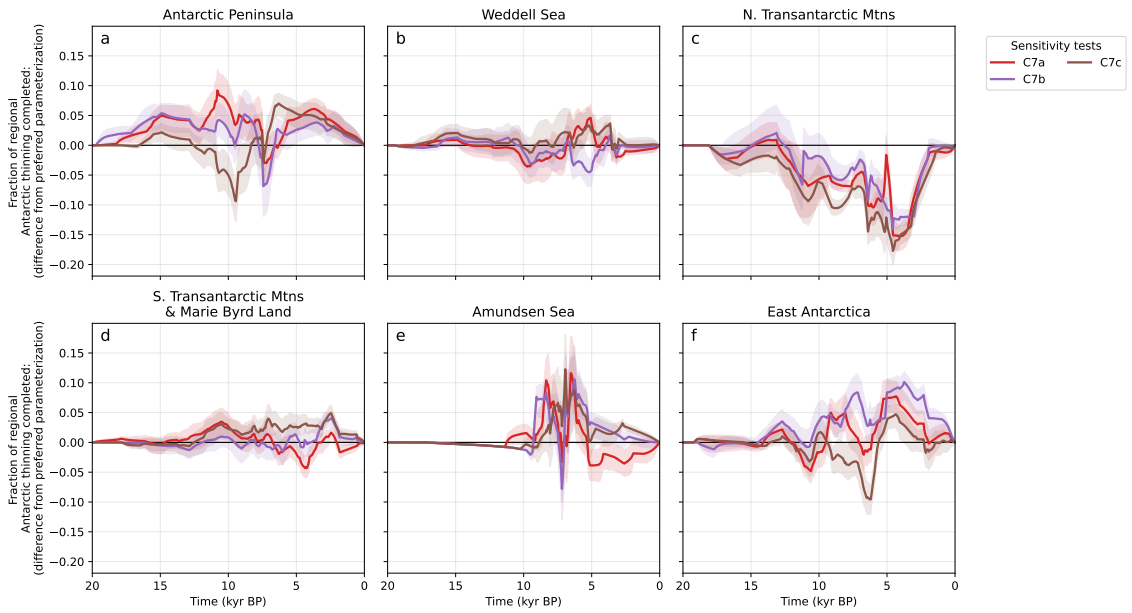 Antarctic Peninsula
Weddell Sea
N. Transantarctic Mtns
a
b
c
Sensitivity tests
C7a
C7c
C7b
Fraction of regional
Antarctic thinning completed:
(difference from preferred parameterization)
0.15
0.10
0.05
0.00
−0.05
−0.10
−0.15
−0.20
S. Transantarctic Mtns
& Marie Byrd Land
Amundsen Sea
East Antarctica
d
e
f
Fraction of regional
Antarctic thinning completed:
(difference from preferred parameterization)
0.15
0.10
0.05
0.00
−0.05
−0.10
−0.15
−0.20
20 15 10 5 0
20 15 10 5 0
20 15 10 5 0
Time (kyr BP)
Time (kyr BP)
Time (kyr BP)